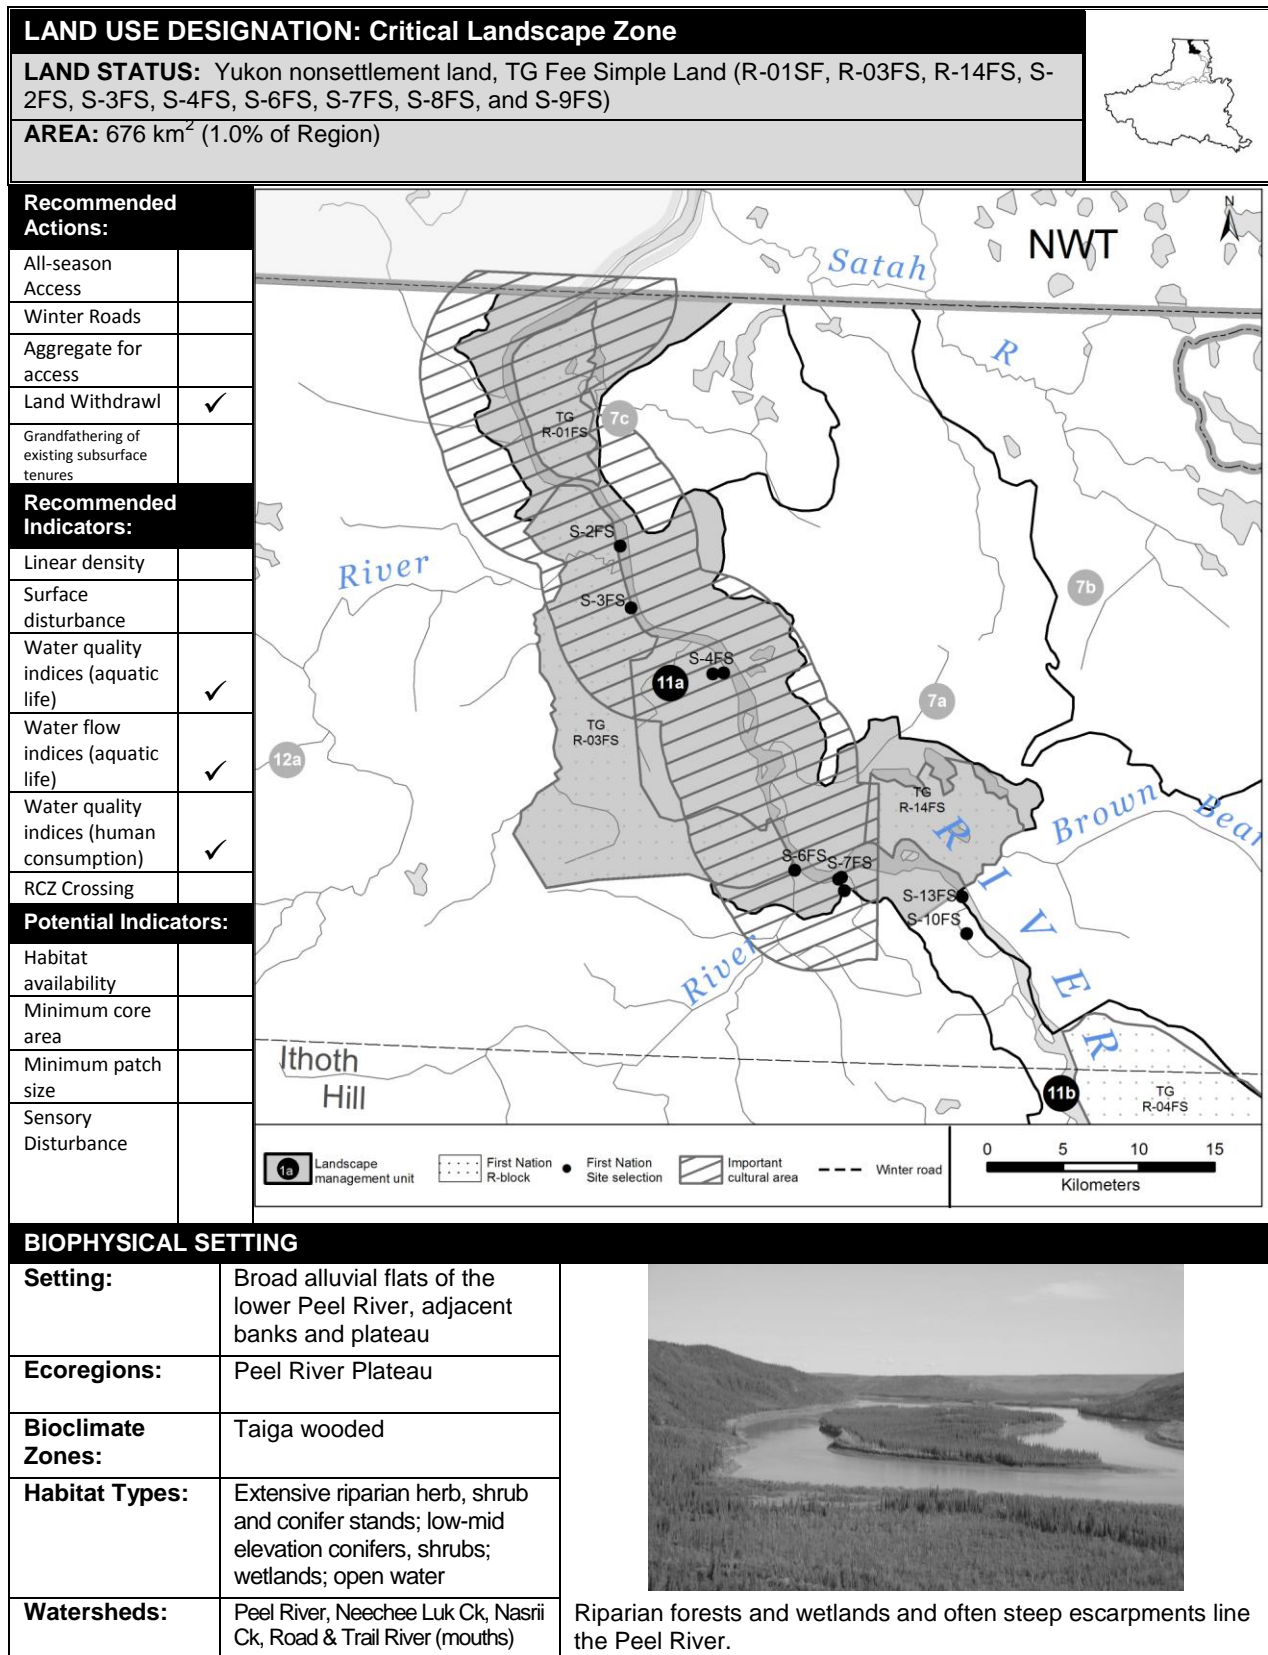 LAND USE DESIGNATION: Critical Landscape Zone
LAND STATUS: Yukon nonsettlement land, TG Fee Simple Land (R-01SF, R-03FS, R-14FS, S-
2FS, S-3FS, S-4FS, S-6FS, S-7FS, S-8FS, and S-9FS)
AREA: 676 km2 (1.0% of Region)
Recommended
Actions:
All-season
Access
Winter Roads
Aggregate for
access
Land Withdrawl ✓
Grandfathering of
existing subsurface
tenures
Recommended
Indicators:
Linear density
Surface
disturbance
Water quality
indices (aquatic
life) ✓
Water flow
indices (aquatic
life) ✓
Water quality
indices (human
consumption) ✓
RCZ Crossing
Potential Indicators:
Habitat
availability
Minimum core
area
Minimum patch
size
Sensory
Disturbance
N
NWT
Satah
R
TG
R-01FS
7c
S-2FS
River
7b
S-3FS
S-4FS
11a
7a
TG
R-03FS
12a
TG
R-14FS
Brown Bear
RIVER
S-6FS
S-7FS
S-13FS
S-10FS
River
Ithoth
Hill
11b
TG
R-04FS
1a
Landscape
management unit
First Nation
R-block
First Nation
Site selection
Important
cultural area
Winter road
0 5 10 15
Kilometers
BIOPHYSICAL SETTING
Setting: Broad alluvial flats of the
lower Peel River, adjacent
banks and plateau
Ecoregions: Peel River Plateau
Bioclimate
Zones:
Taiga wooded
Habitat Types: Extensive riparian herb, shrub
and conifer stands; low-mid
elevation conifers, shrubs;
wetlands; open water
Watersheds: Peel River, Neechee Luk Ck, Nasrii
Ck, Road & Trail River (mouths)
Riparian forests and wetlands and often steep escarpments line
the Peel River.